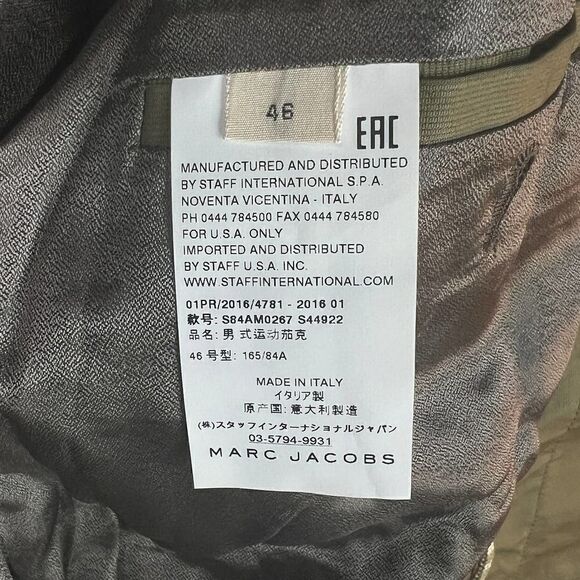 46
EAC
MANUFACTURED AND DISTRIBUTED
BY STAFF INTERNATIONAL S.P.A.
NOVENTA VICENTINA - ITALY
PH 0444 784500 FAX 0444 784580
FOR U.S.A. ONLY
IMPORTED AND DISTRIBUTED
BY STAFF U.S.A. INC.
WWW.STAFFINTERNATIONAL.COM
01PR/2016/4781 - 2016 01
款号: S84AM0267 S44922
品名: 男 式运动茄克
46 号型: 165/84A
MADE IN ITALY
イタリア製
原产国: 意大利製造
(株)スタッフインターナショナルジャパン
03-5794-9931
MARC JACOBS